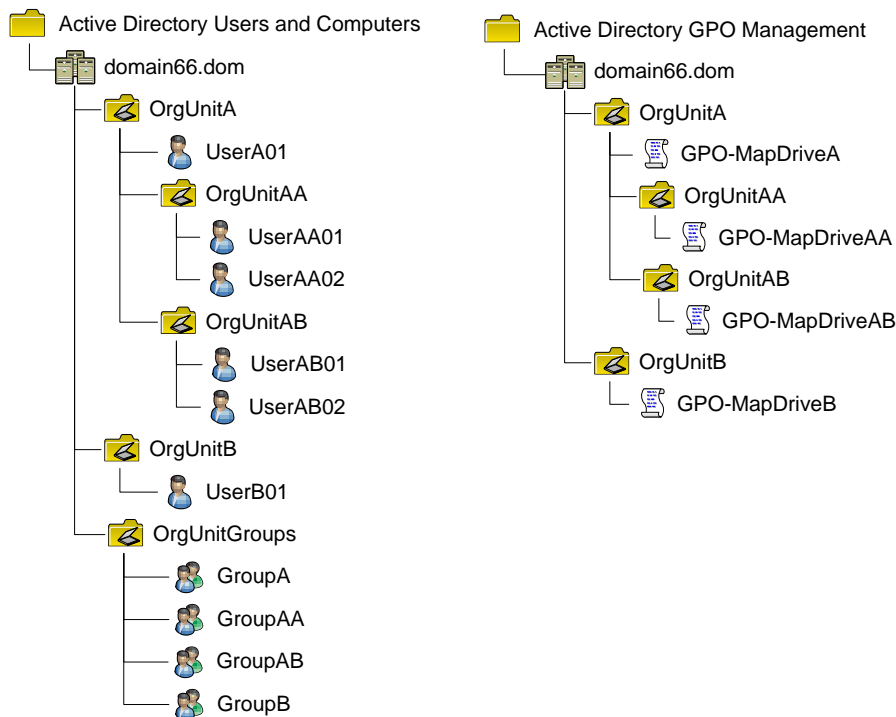 Active Directory Users and Computers
domain66.dom
OrgUnitA
UserA01
OrgUnitAA
UserAA01
UserAA02
OrgUnitAB
UserAB01
UserAB02
OrgUnitB
UserB01
OrgUnitGroups
GroupA
GroupAA
GroupAB
GroupB
Active Directory GPO Management
domain66.dom
OrgUnitA
GPO-MapDriveA
OrgUnitAA
GPO-MapDriveAA
OrgUnitAB
GPO-MapDriveAB
OrgUnitB
GPO-MapDriveB